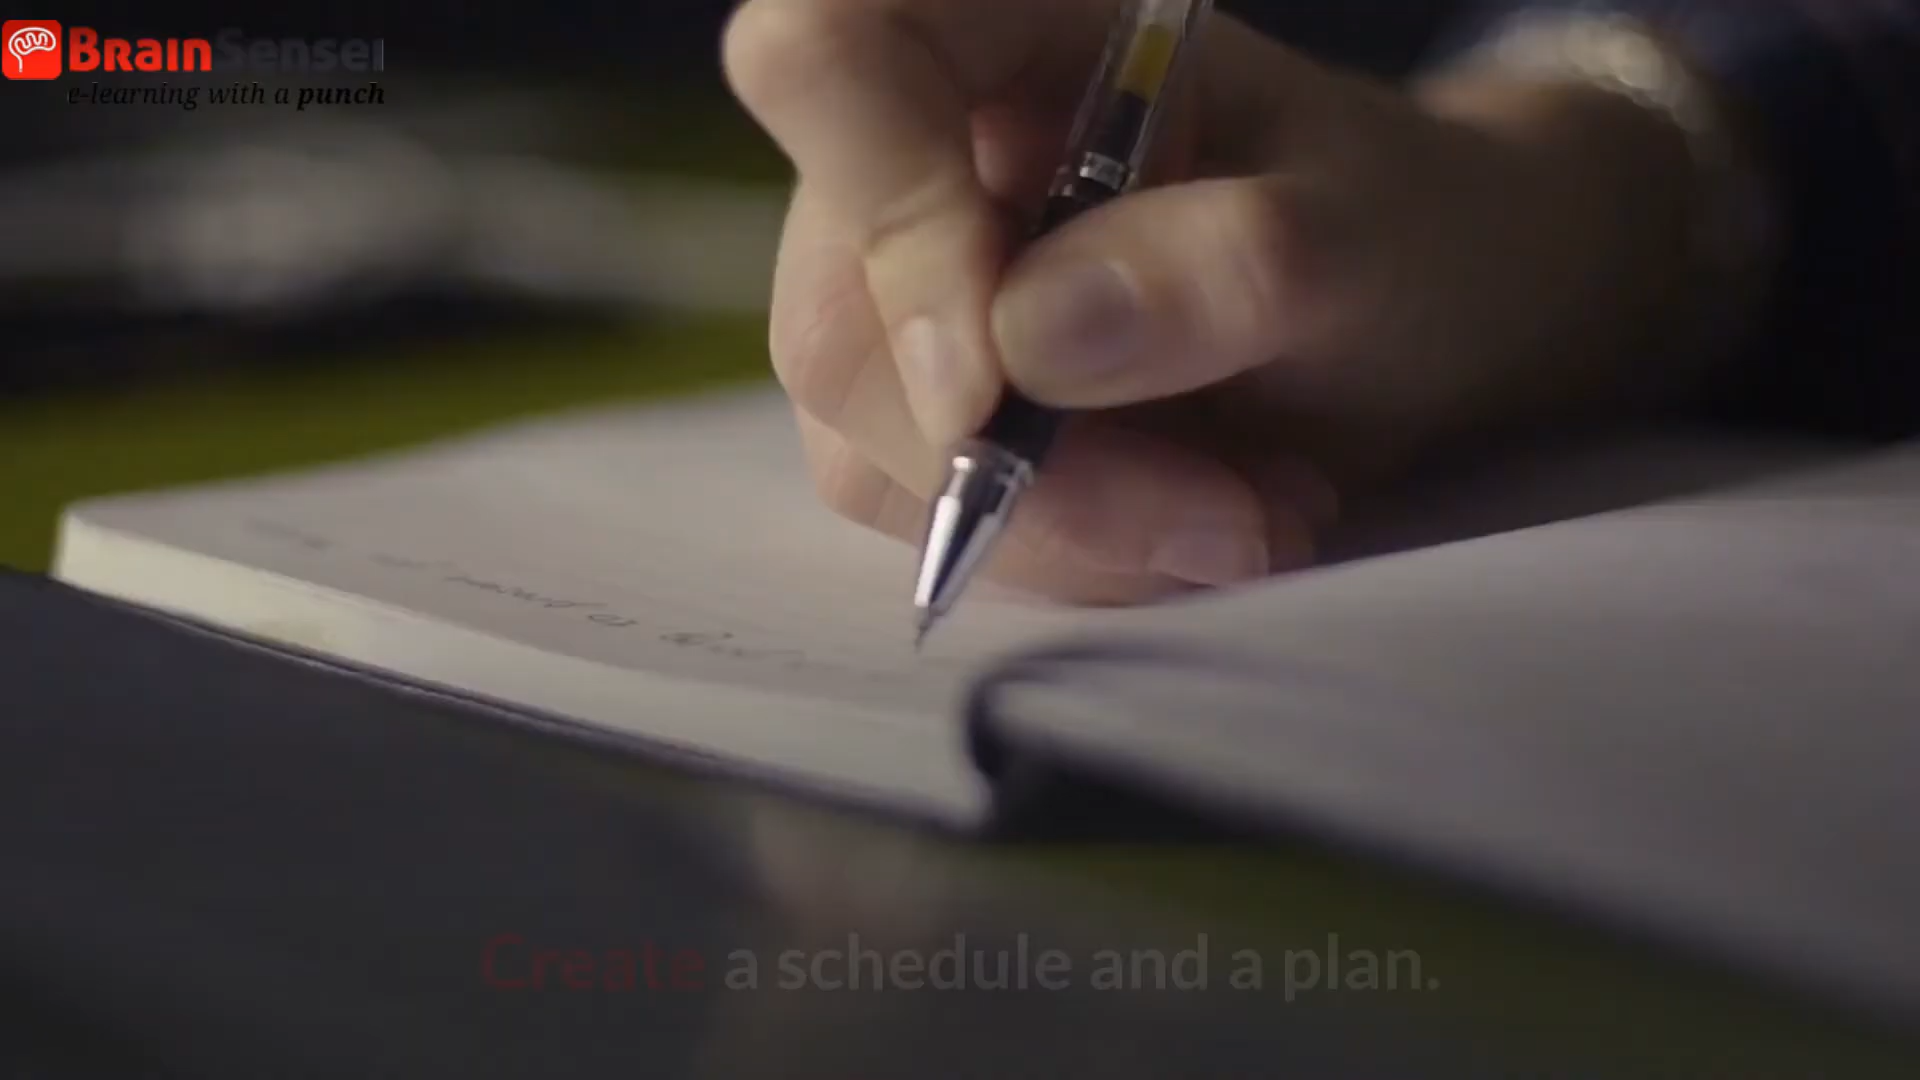 BrainSensei
e-learning with a punch
Create a schedule and a plan.